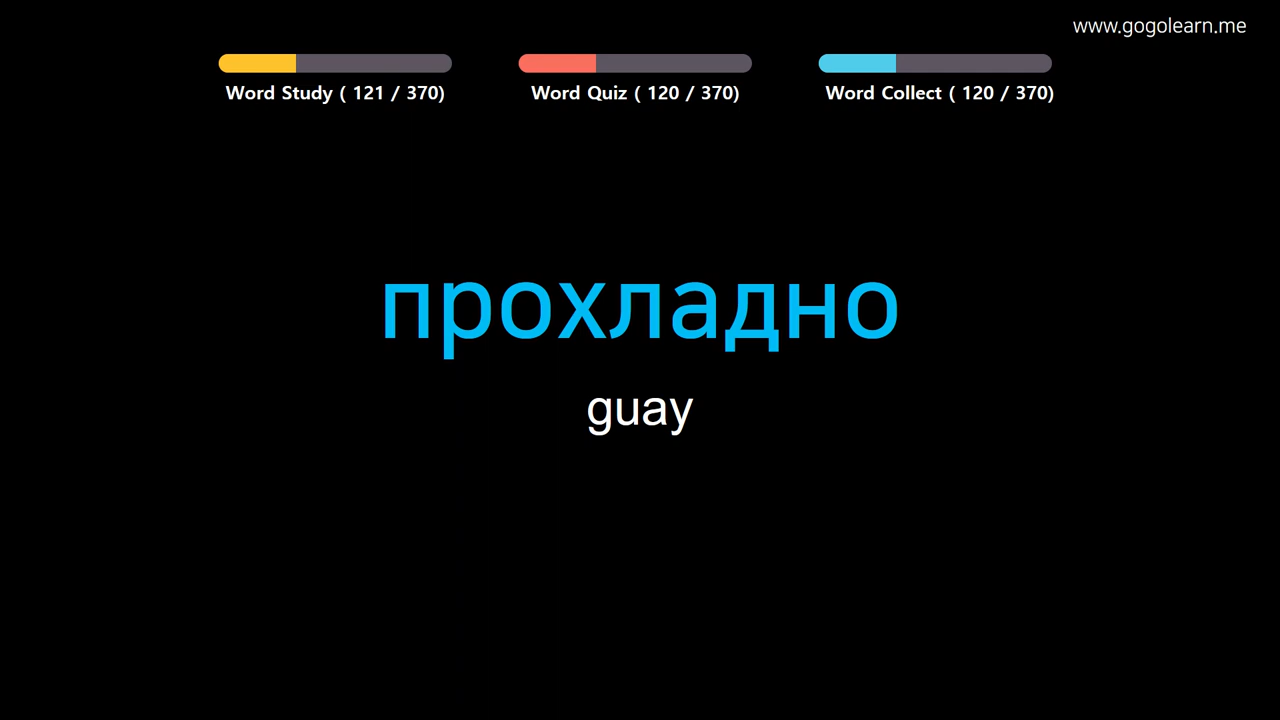 www.gogolearn.me
Word Study ( 121 / 370)
Word Quiz ( 120 / 370)
Word Collect ( 120 / 370)
прохладно
guay